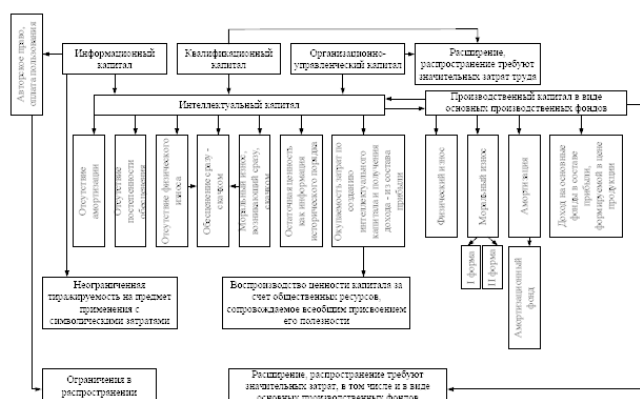 Авторское право,
оплата пользования
Информационный
капитал
Квалификационный
капитал
Организационно-
управленческий капитал
Расширение,
распространение требуют
значительных затрат труда
Интеллектуальный капитал
Производственный капитал в виде
основных производственных фондов
Отсутствие
амортизации
Отсутствие
постепенности
обесценения
Отсутствие физического
износа
Обесценение сразу -
скачком
Моральный износ,
возникающий сразу,
скачком
Остаточная ценность
как информация
исторического порядка
Окупаемость затрат по
созданию
интеллектуального
капитала и получения
дохода - из состава
прибыли
Физический износ
Моральный износ
Амортизация
Доход на основные
фонды в составе
прибыли,
формируемой в цене
продукции
I форма
II форма
Амортизационный
фонд
Неограниченная
тиражируемость на предмет
применения с
символическими затратами
Воспроизводство ценности капитала за
счет общественных ресурсов,
сопровождаемое всеобщим присвоением
его полезности
Ограничения в
распространении
Расширение, распространение требуют
значительных затрат, в том числе и в виде
основных производственных фондов